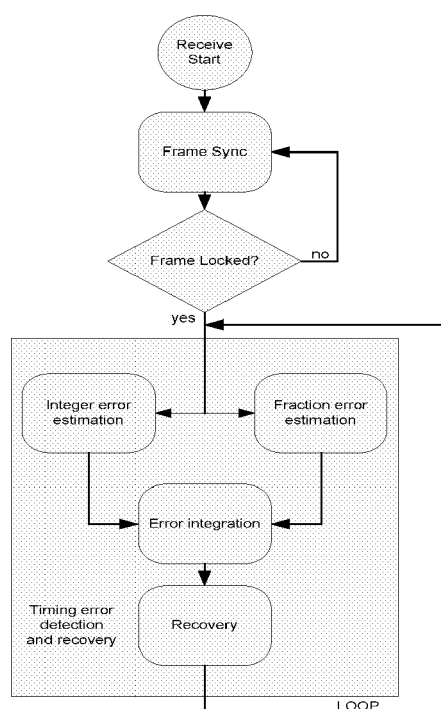 Receive
Start
Frame Sync
Frame Locked?
no
yes
Integer error
estimation
Fraction error
estimation
Error integration
Timing error
detection
and recovery
Recovery
LOOP